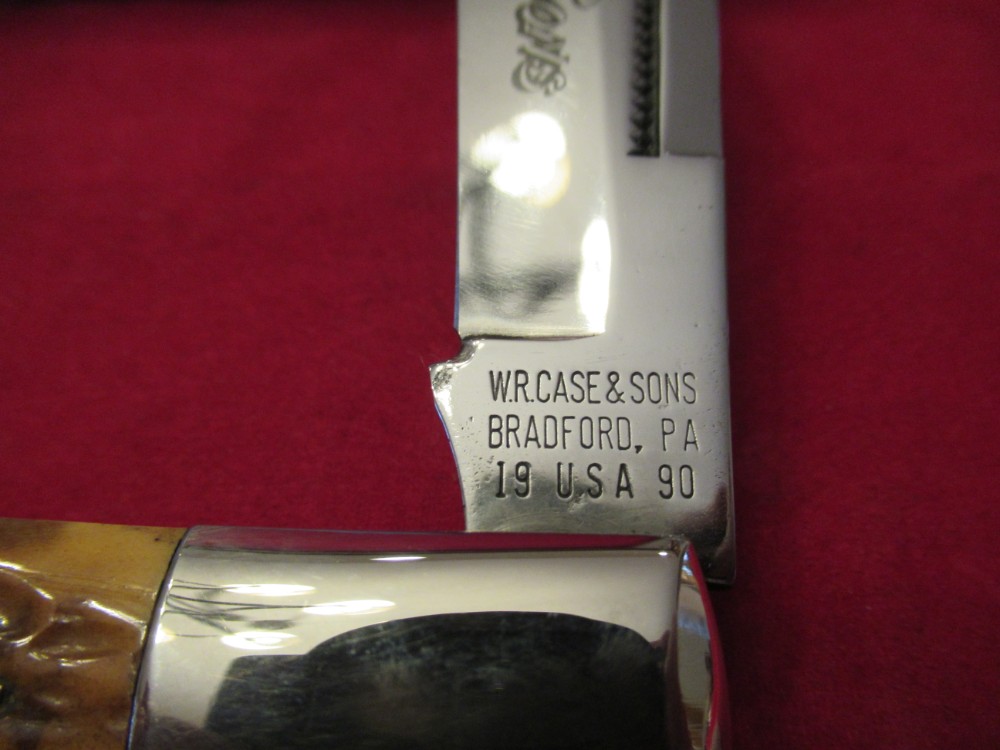 W.R.CASE & SONS
BRADFORD, PA
19 USA 90